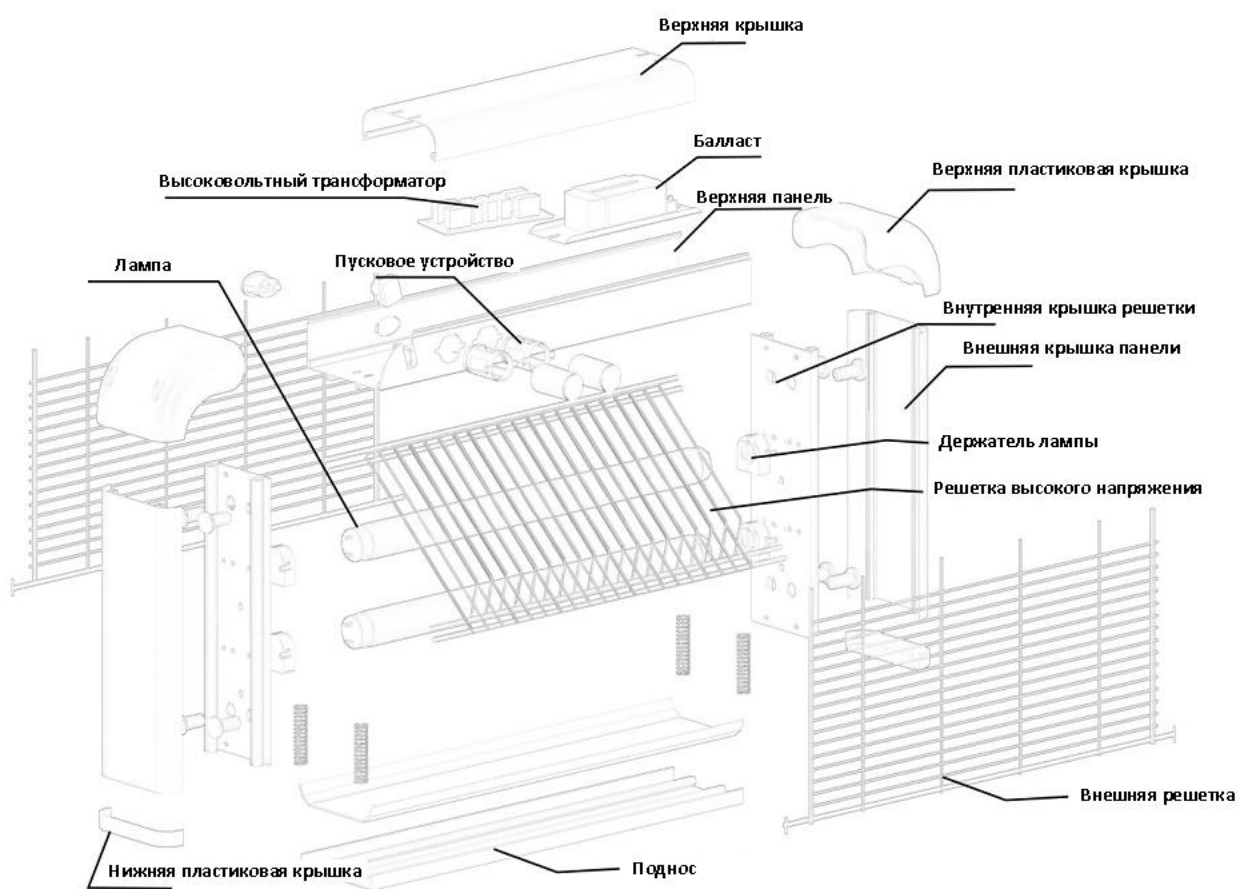 Верхняя крышка
Балласт
Верхняя пластиковая крышка
Высоковольтный трансформатор
Верхняя панель
Пусковое устройство
Лампа
Внутренняя крышка решетки
Внешняя крышка панели
Держатель лампы
Решетка высокого напряжения
Внешняя решетка
Нижняя пластиковая крышка
Поднос